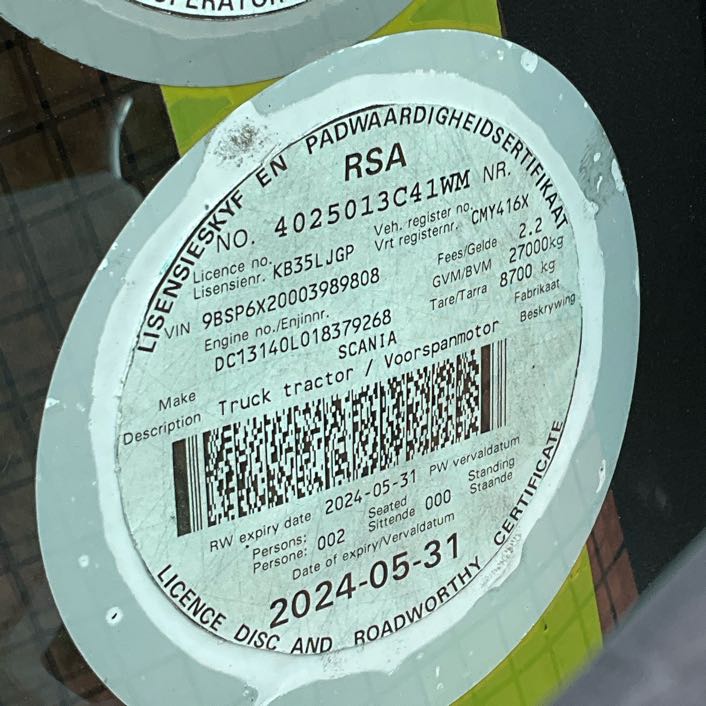 OPERATOR
LISENSIESKYF EN PADWAARDIGHEIDSERTIFIKAAT
RSA
NO. 4025013C41WM NR.
Licence no. Veh. register no.
Lisensienr. KB35LJGP Vrt registernr. CMY416X
VIN 9BSP6X20003989808 Fees/Gelde 2.2
Engine no./Enjinnr. GVM/BVM 27000kg
DC13140L018379268 Tare/Tarra 8700 kg
Make SCANIA Fabrikaat
Description Truck tractor / Voorspanmotor Beskrywing
RW expiry date 2024-05-31 PW vervaldatum
Persons: Seated Standing
Persone: 002 Sittende 000 Staande
Date of expiry/Vervaldatum
2024-05-31
LICENCE DISC AND ROADWORTHY CERTIFICATE